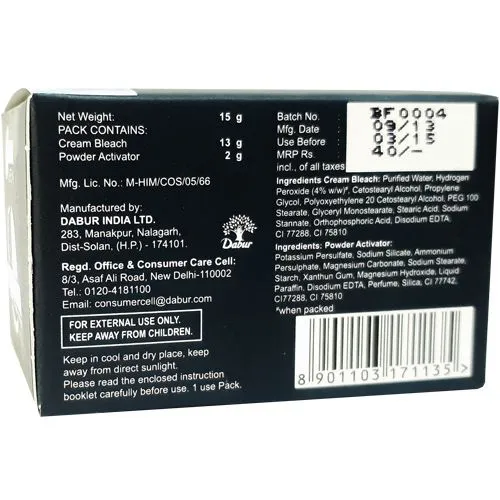 Net Weight: 15 g
PACK CONTAINS:
Cream Bleach 13 g
Powder Activator 2 g
Mfg. Lic. No.: M-HIM/COS/05/66
Manufactured by:
DABUR INDIA LTD.
283, Manakpur, Nalagarh,
Dist-Solan, (H.P.) - 174101.
Dabur
Regd. Office & Consumer Care Cell:
8/3, Asaf Ali Road, New Delhi-110002
Tel.: 0120-4181100
Email: consumercell@dabur.com
FOR EXTERNAL USE ONLY.
KEEP AWAY FROM CHILDREN.
Keep in cool and dry place, keep
away from direct sunlight.
Please read the enclosed instruction
booklet carefully before use. 1 use Pack.
Batch No. BF0004
Mfg. Date 09/13
Use Before 03/15
MRP Rs. 40/-
incl., of all taxes
Ingredients Cream Bleach: Purified Water, Hydrogen
Peroxide (4% w/w)*, Cetostearyl Alcohol, Propylene
Glycol, Polyoxyethylene 20 Cetostearyl Alcohol, PEG 100
Stearate, Glyceryl Monostearate, Stearic Acid, Sodium
Stannate, Orthophosphoric Acid, Disodium EDTA,
CI 77288, CI 75810
Ingredients: Powder Activator:
Potassium Persulfate, Sodium Silicate, Ammonium
Persulphate, Magnesium Carbonate, Sodium Stearate,
Starch, Xanthum Gum, Magnesium Hydroxide, Liquid
Paraffin, Disodium EDTA, Perfume, Silica, CI 77742,
CI77288, CI 75810
*when packed
8 901103 171135 >